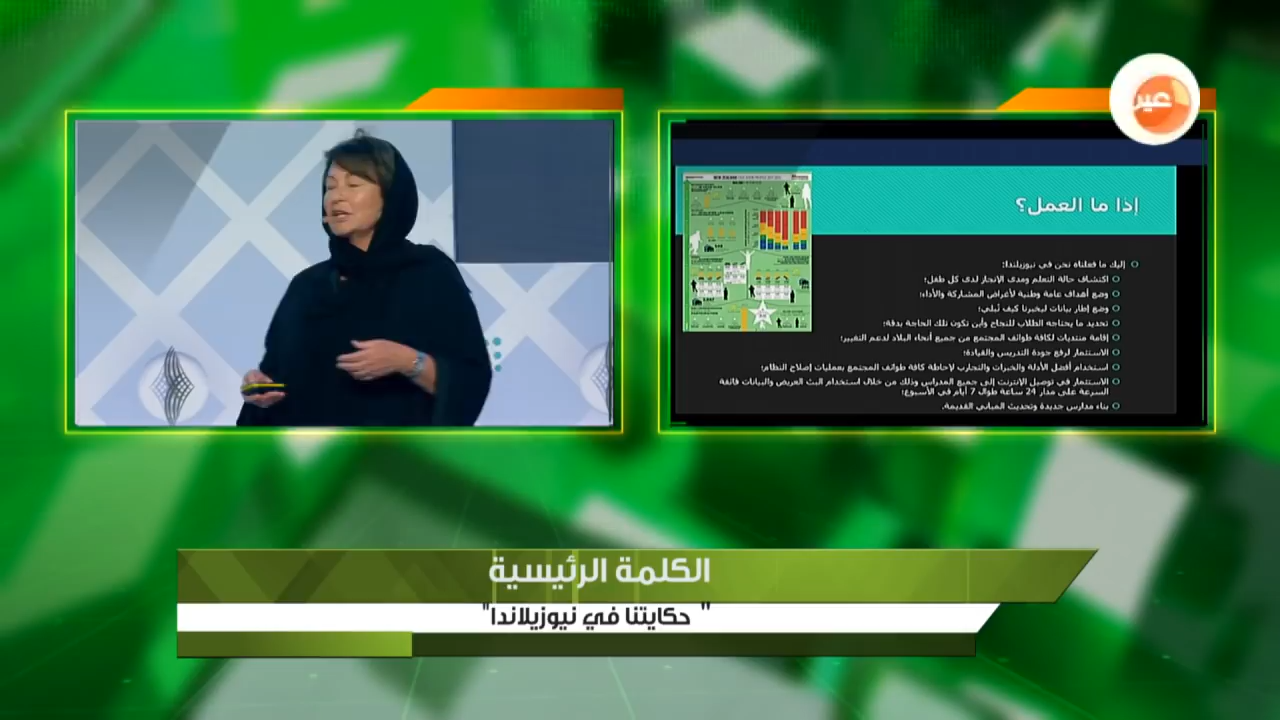 عين
إذا ما العمل؟
إليك ما فعلناه نحن في نيوزيلندا:
اكتشاف حالة التعلم ومدى الإنجاز لدى كل طفل؛
وضع أهداف عامة وطنية لأغراض المشاركة والأداء؛
وضع إطار بيانات ليخبرنا كيف نُبلي؛
تحديد ما يحتاجه الطلاب للنجاح وأين تكون تلك الحاجة بدقة؛
إقامة منتديات لكافة طوائف المجتمع من جميع أنحاء البلاد لدعم التغيير؛
الاستثمار لرفع جودة التدريس والقيادة؛
استخدام أفضل الأدلة والخبرات والتجارب لإحاطة كافة طوائف المجتمع بعمليات إصلاح النظام؛
الاستثمار في توصيل الإنترنت إلى جميع المدارس وذلك من خلال استخدام البث العريض والبيانات فائقة
السرعة على مدار 24 ساعة طوال 7 أيام في الأسبوع؛
بناء مدارس جديدة وتحديث المباني القديمة.
الكلمة الرئيسية
" حكايتنا في نيوزيلاندا"